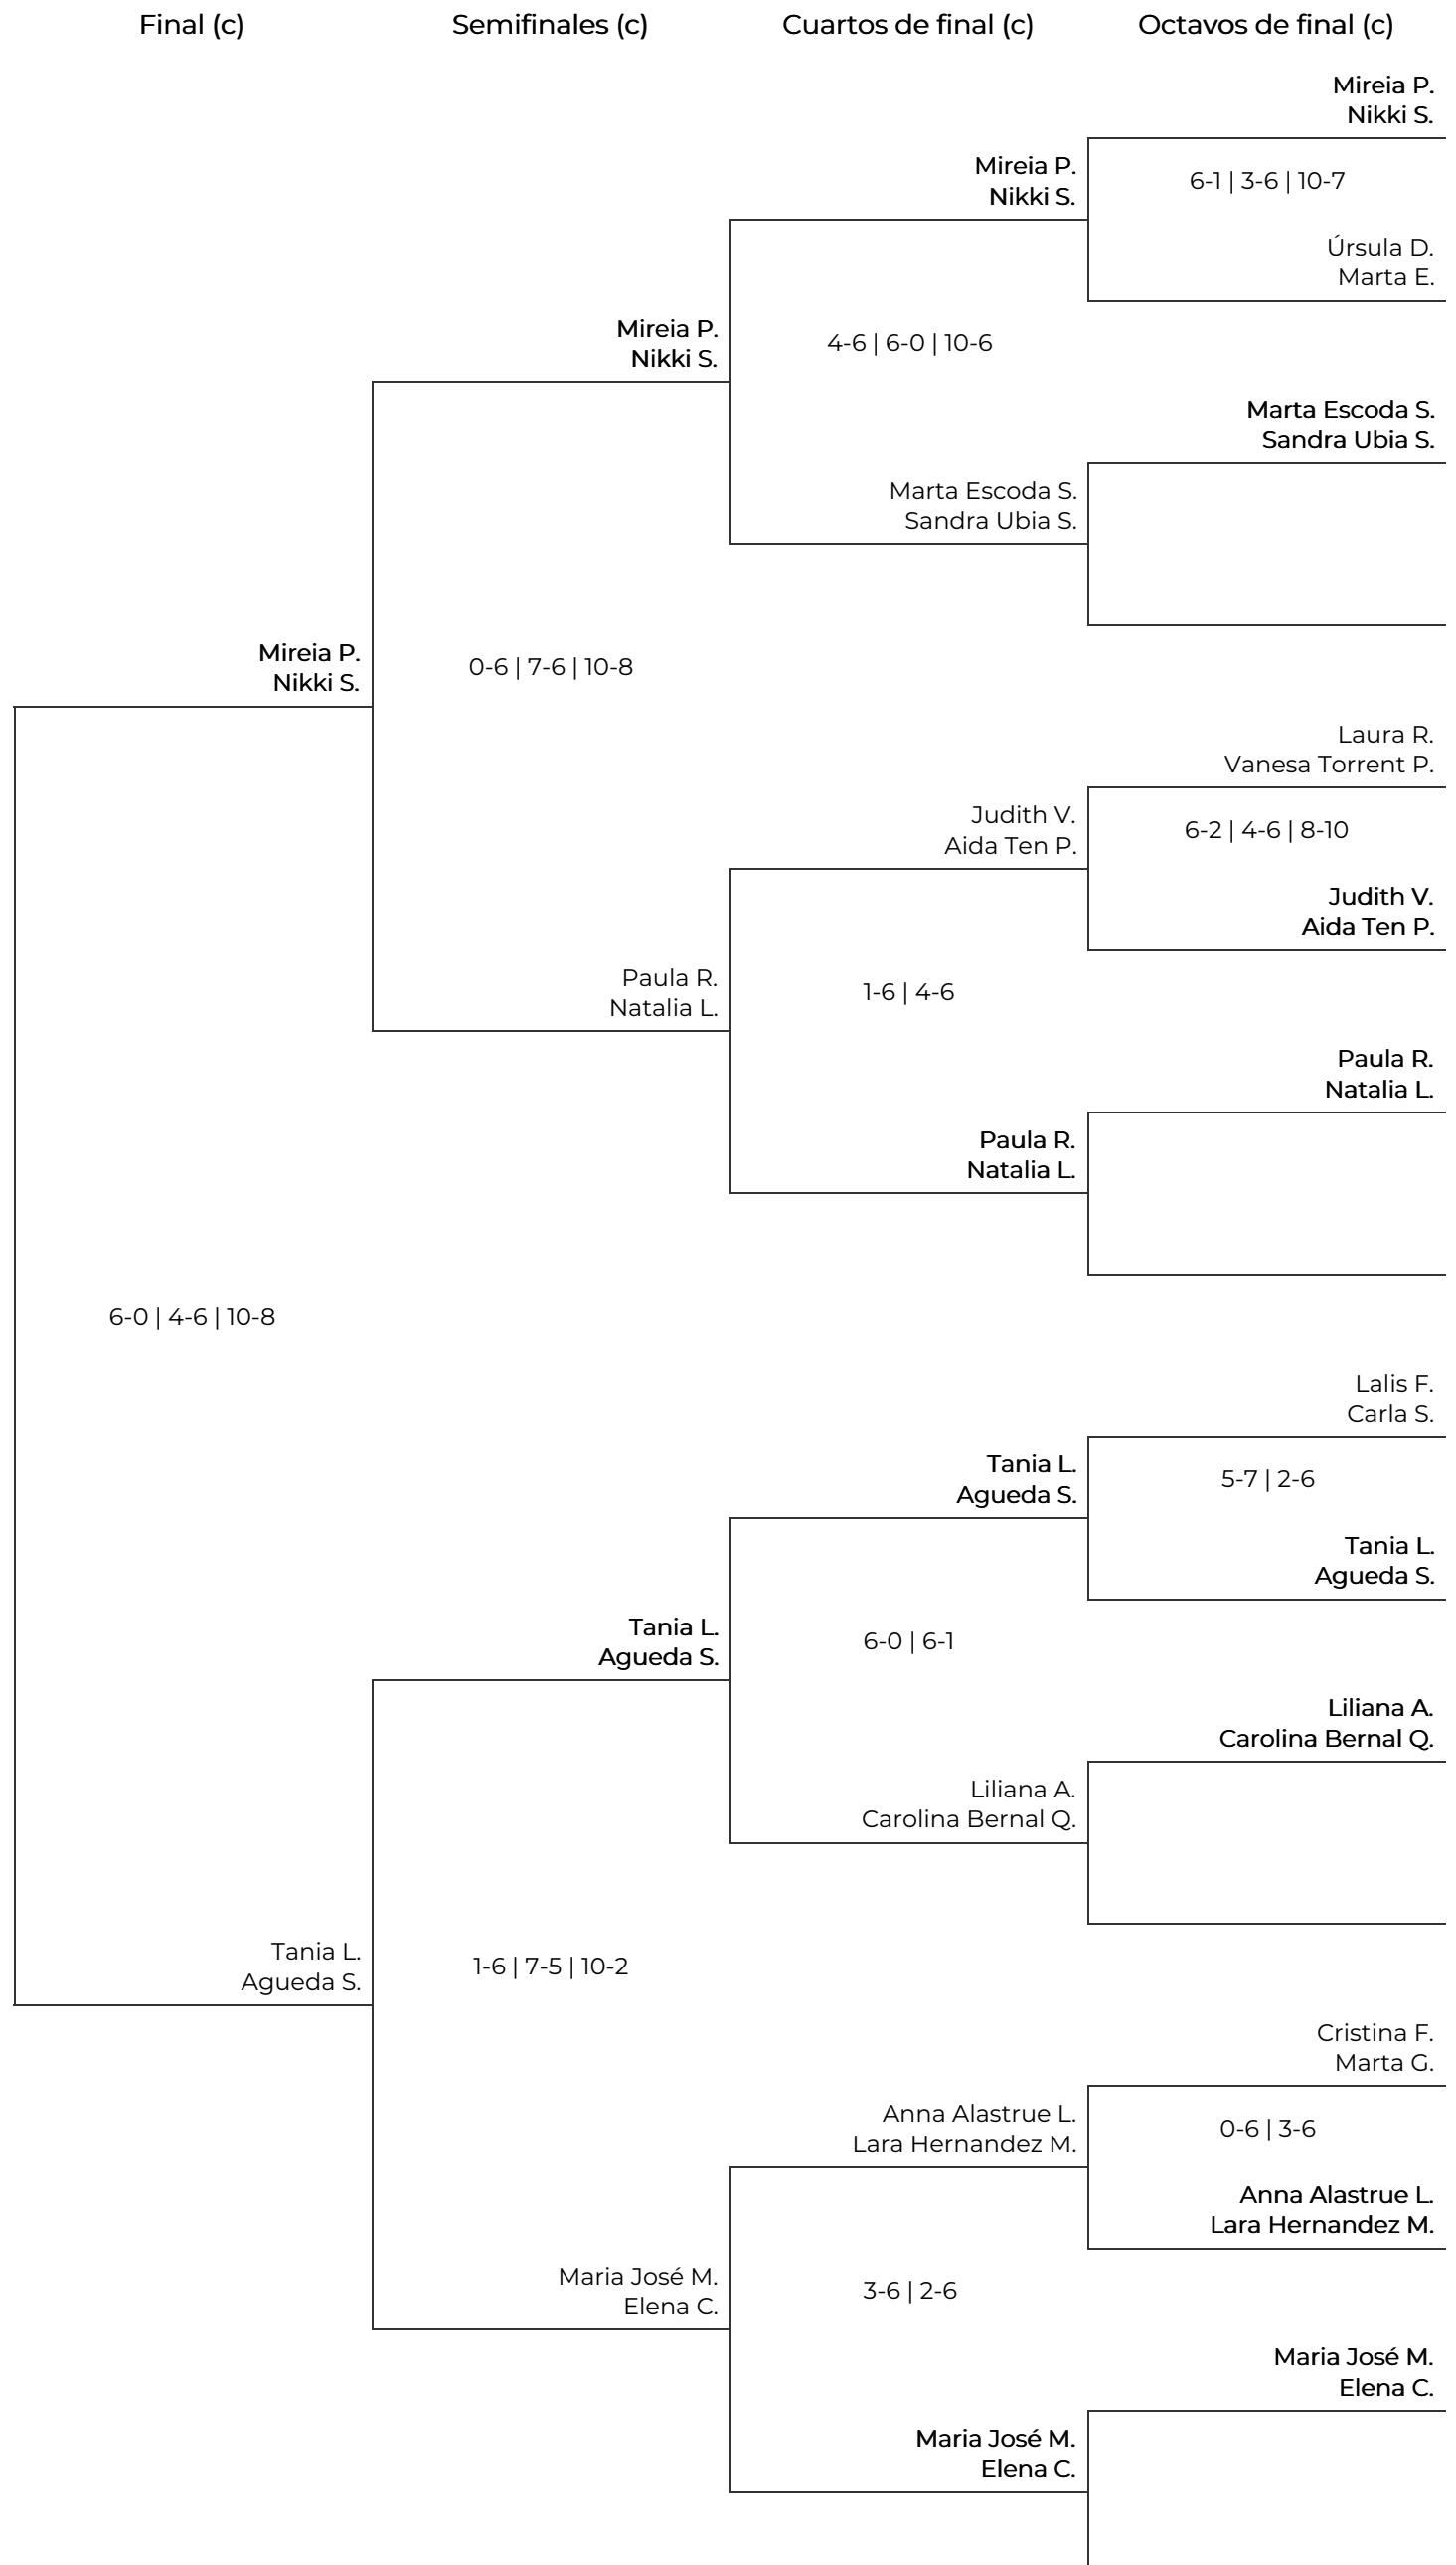 Final (c)
Semifinales (c)
Cuartos de final (c)
Octavos de final (c)
Mireia P.
Nikki S.
Mireia P.
Nikki S.
6-1 | 3-6 | 10-7
Úrsula D.
Marta E.
Mireia P.
Nikki S.
4-6 | 6-0 | 10-6
Marta Escoda S.
Sandra Ubia S.
Marta Escoda S.
Sandra Ubia S.
Mireia P.
Nikki S.
0-6 | 7-6 | 10-8
Laura R.
Vanesa Torrent P.
Judith V.
Aida Ten P.
6-2 | 4-6 | 8-10
Judith V.
Aida Ten P.
Paula R.
Natalia L.
1-6 | 4-6
Paula R.
Natalia L.
Paula R.
Natalia L.
6-0 | 4-6 | 10-8
Lalis F.
Carla S.
Tania L.
Agueda S.
5-7 | 2-6
Tania L.
Agueda S.
Tania L.
Agueda S.
6-0 | 6-1
Liliana A.
Carolina Bernal Q.
Liliana A.
Carolina Bernal Q.
Tania L.
Agueda S.
1-6 | 7-5 | 10-2
Cristina F.
Marta G.
Anna Alastrue L.
Lara Hernandez M.
0-6 | 3-6
Anna Alastrue L.
Lara Hernandez M.
Maria José M.
Elena C.
3-6 | 2-6
Maria José M.
Elena C.
Maria José M.
Elena C.